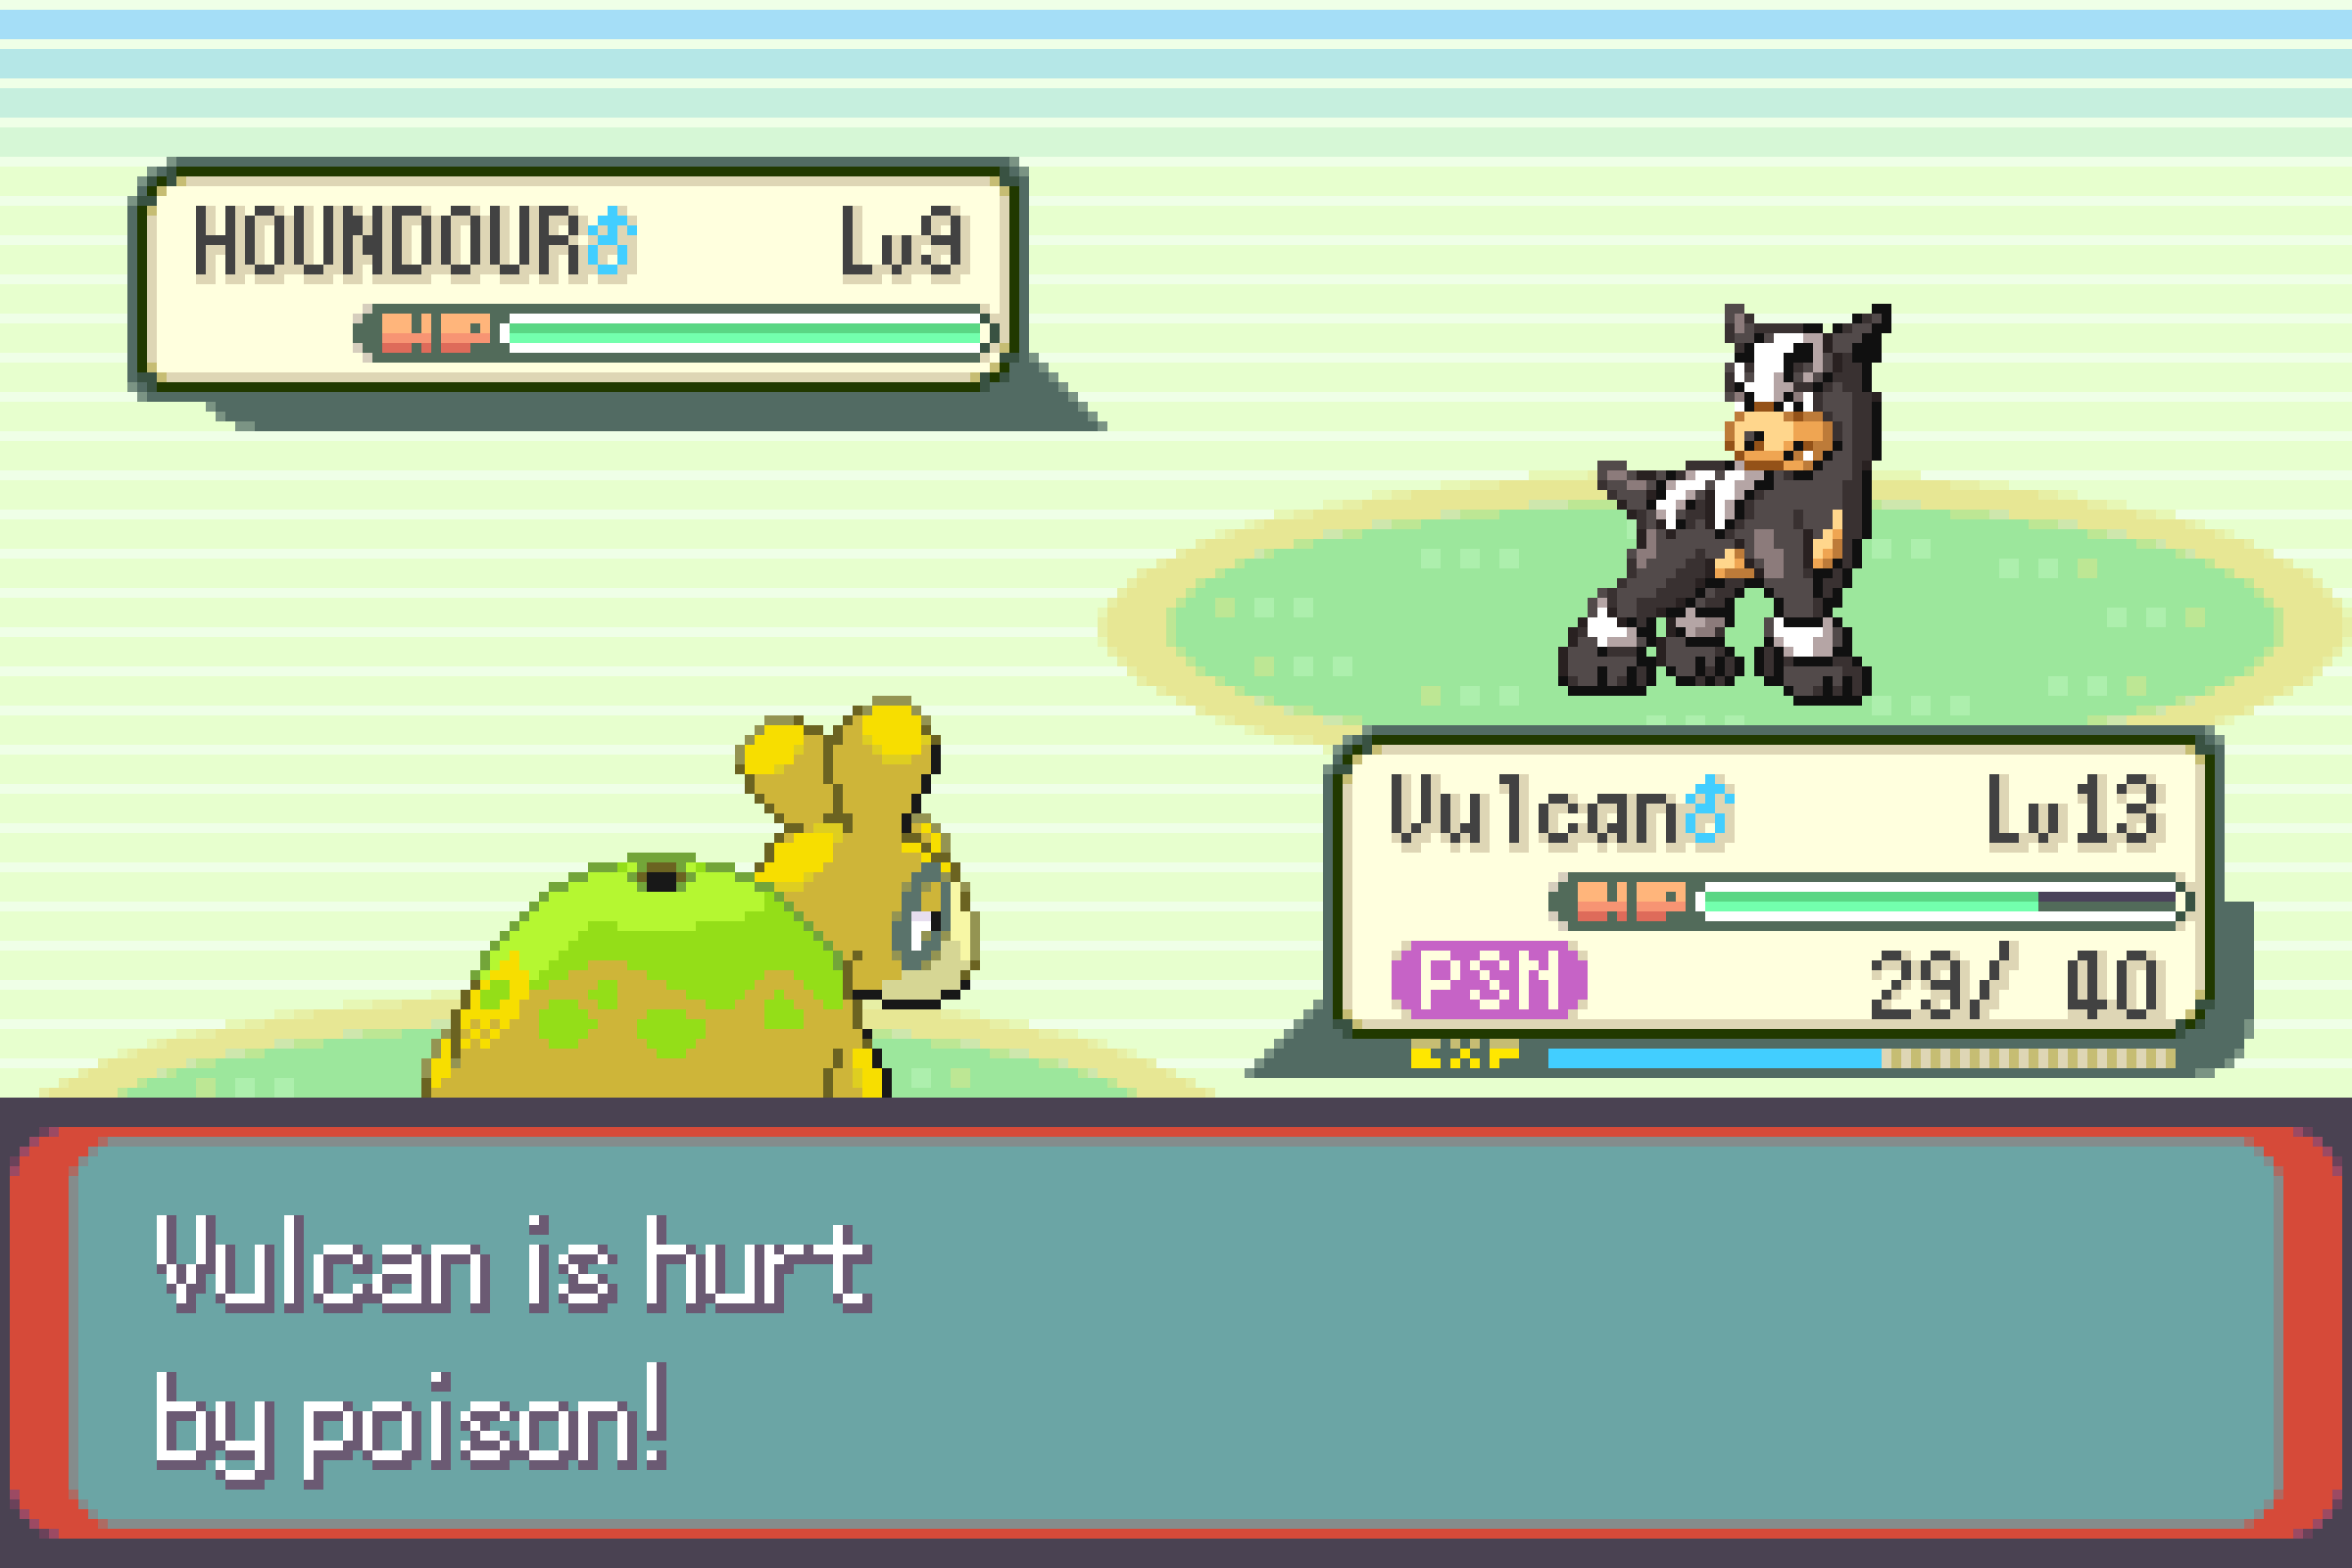 HOUNDOUR♂ Lv9
HP
Vulcan♂ Lv13
HP
PSN 29/ 40
EXP
Vulcan is hurt
by poison!